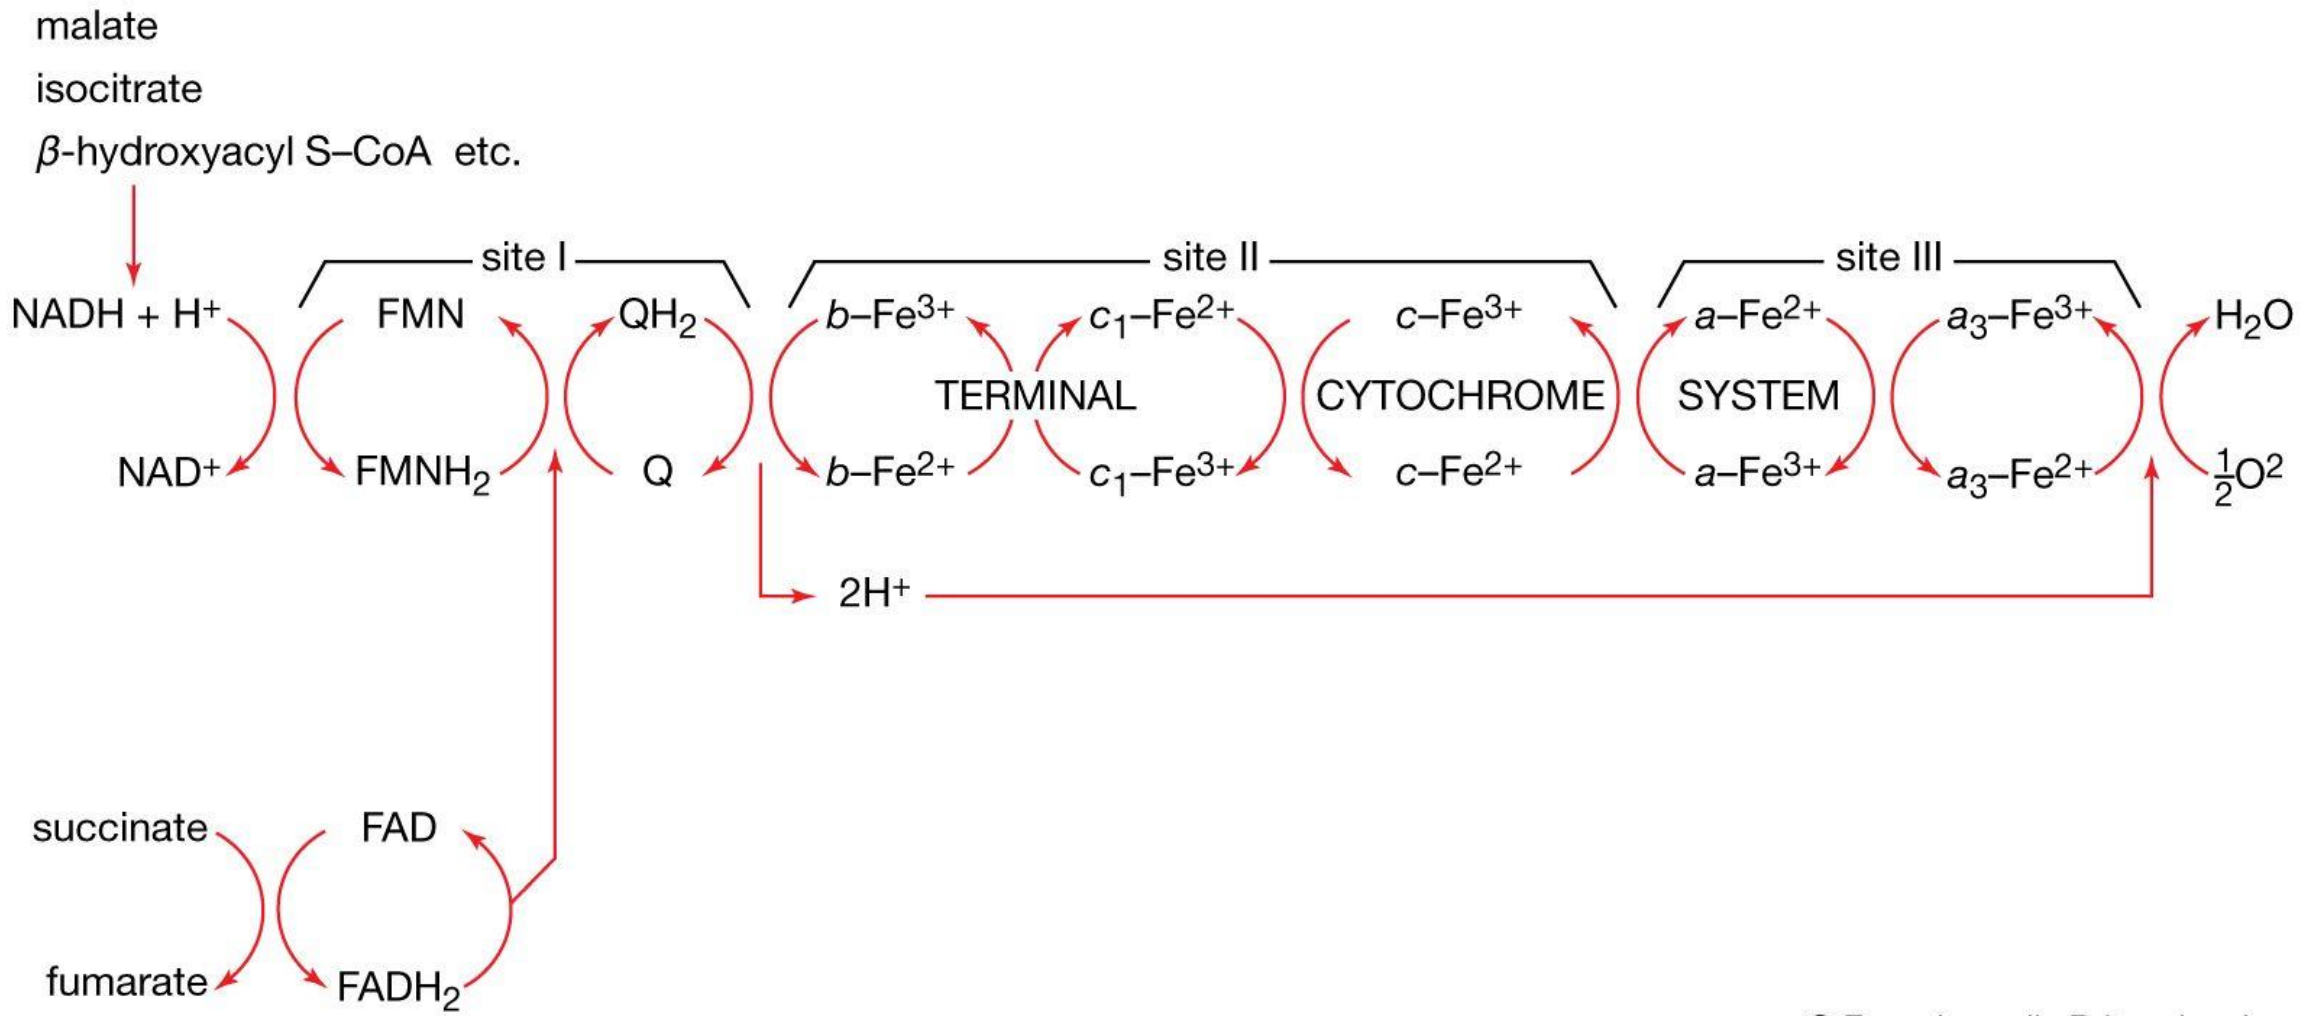 malate
isocitrate
β-hydroxyacyl S–CoA etc.
site I
site II
site III
NADH + H⁺
FMN
QH₂
b–Fe³⁺
c₁–Fe²⁺
c–Fe³⁺
a–Fe²⁺
a₃–Fe³⁺
H₂O
TERMINAL
CYTOCHROME
SYSTEM
NAD⁺
FMNH₂
Q
b–Fe²⁺
c₁–Fe³⁺
c–Fe²⁺
a–Fe³⁺
a₃–Fe²⁺
½O²
2H⁺
succinate
FAD
fumarate
FADH₂